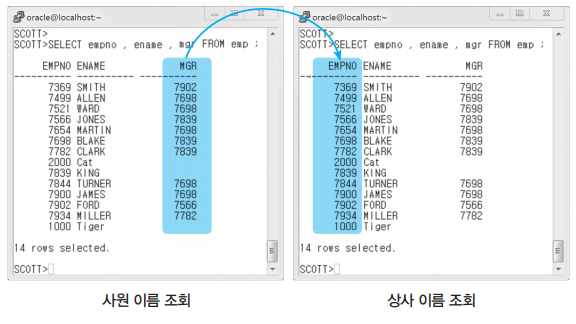 oracle@localhost:~
SCOTT>
SCOTT>SELECT empno , ename , mgr FROM emp ;
EMPNO ENAME MGR
---------- ---------- ----------
7369 SMITH 7902
7499 ALLEN 7698
7521 WARD 7698
7566 JONES 7839
7654 MARTIN 7698
7698 BLAKE 7839
7782 CLARK 7839
2000 Cat
7839 KING
7844 TURNER 7698
7900 JAMES 7698
7902 FORD 7566
7934 MILLER 7782
1000 Tiger
14 rows selected.
SCOTT>
사원 이름 조회
oracle@localhost:~
SCOTT>
SCOTT>SELECT empno , ename , mgr FROM emp ;
EMPNO ENAME MGR
---------- ---------- ----------
7369 SMITH 7902
7499 ALLEN 7698
7521 WARD 7698
7566 JONES 7839
7654 MARTIN 7698
7698 BLAKE 7839
7782 CLARK 7839
2000 Cat
7839 KING
7844 TURNER 7698
7900 JAMES 7698
7902 FORD 7566
7934 MILLER 7782
1000 Tiger
14 rows selected.
SCOTT>
상사 이름 조회